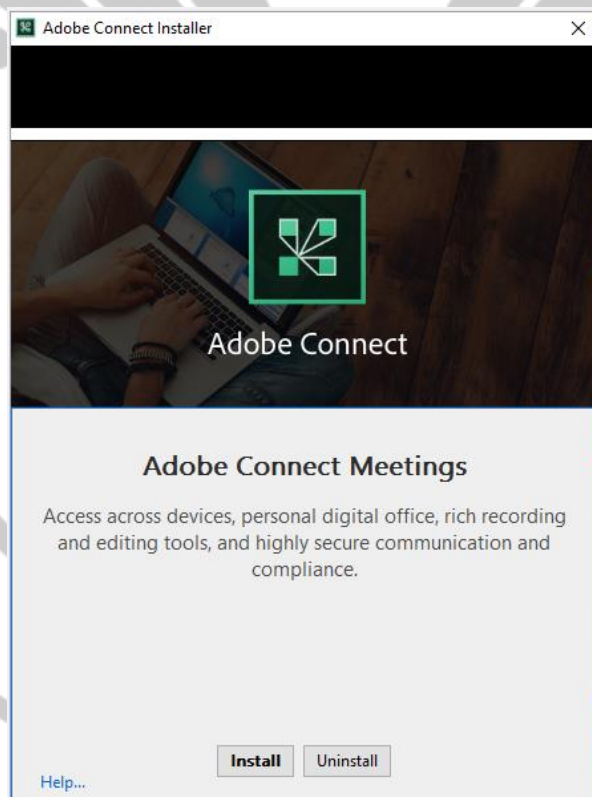 Adobe Connect Installer
Adobe Connect
Adobe Connect Meetings
Access across devices, personal digital office, rich recording
and editing tools, and highly secure communication and
compliance.
Install Uninstall
Help...